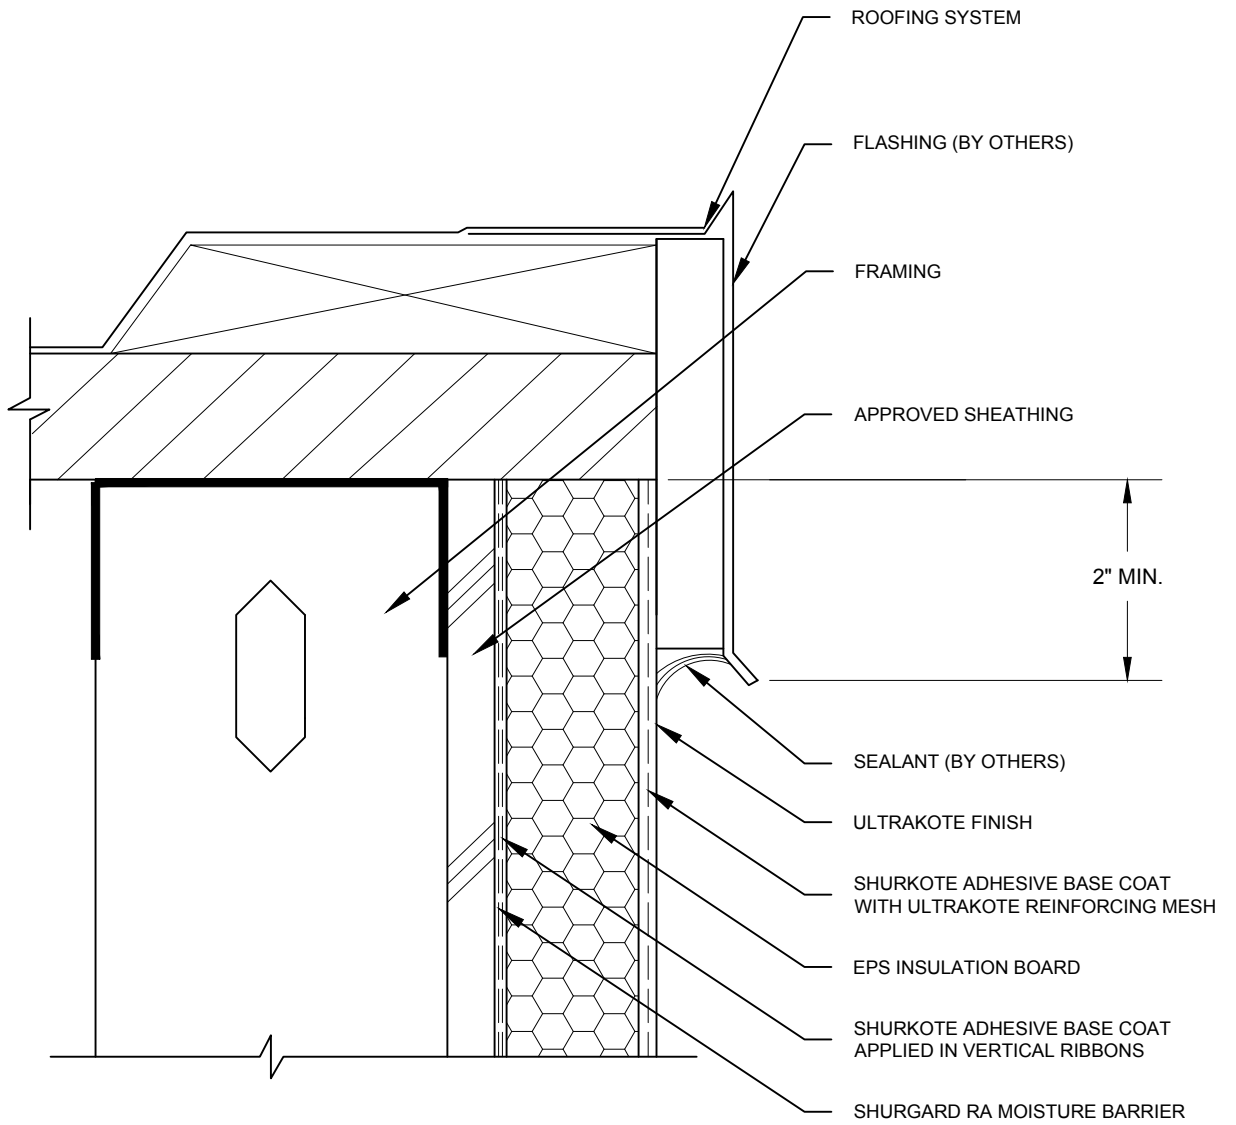 ROOFING SYSTEM
FLASHING (BY OTHERS)
FRAMING
APPROVED SHEATHING
2" MIN.
SEALANT (BY OTHERS)
ULTRAKOTE FINISH
SHURKOTE ADHESIVE BASE COAT
WITH ULTRAKOTE REINFORCING MESH
EPS INSULATION BOARD
SHURKOTE ADHESIVE BASE COAT
APPLIED IN VERTICAL RIBBONS
SHURGARD RA MOISTURE BARRIER